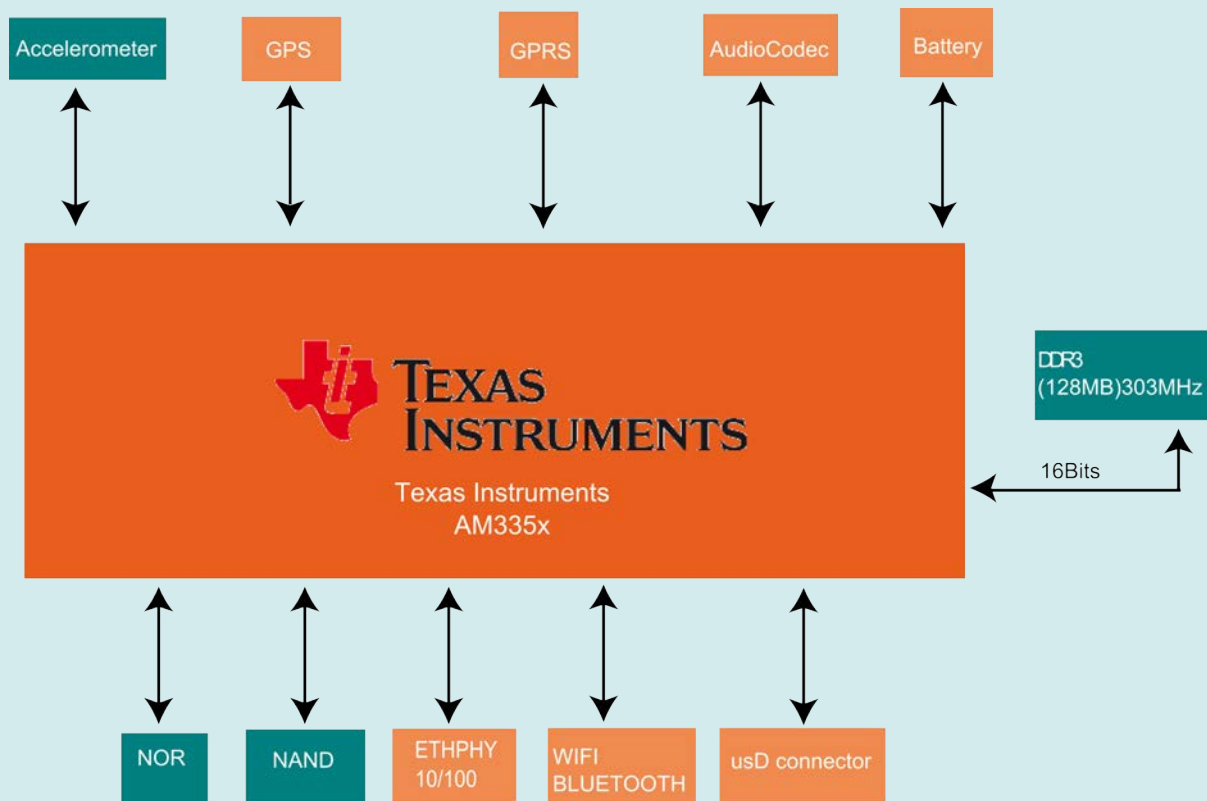 Accelerometer
GPS
GPRS
AudioCodec
Battery
TEXAS
INSTRUMENTS
Texas Instruments
AM335x
DDR3
(128MB)303MHz
16Bits
NOR
NAND
ETHPHY
10/100
WIFI
BLUETOOTH
usD connector